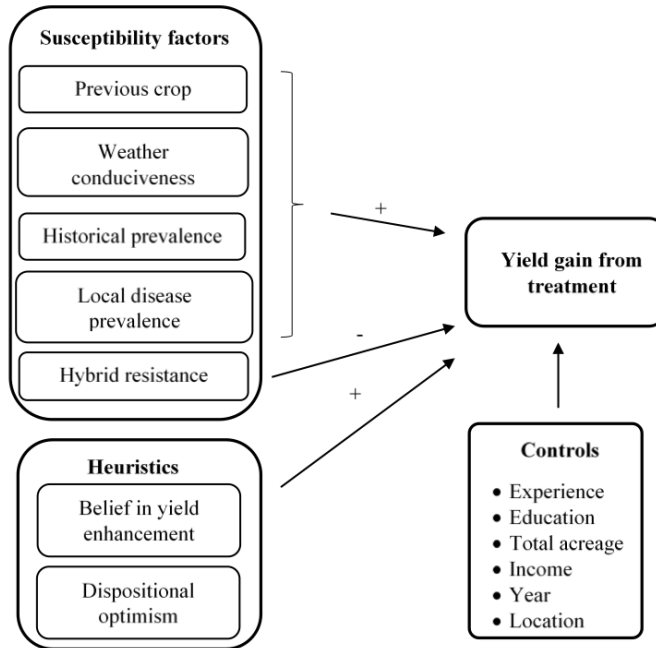 Susceptibility factors
Previous crop
Weather
conduciveness
Historical prevalence
Local disease
prevalence
Hybrid resistance
+
-
+
Yield gain from
treatment
Heuristics
Belief in yield
enhancement
Dispositional
optimism
Controls
• Experience
• Education
• Total acreage
• Income
• Year
• Location